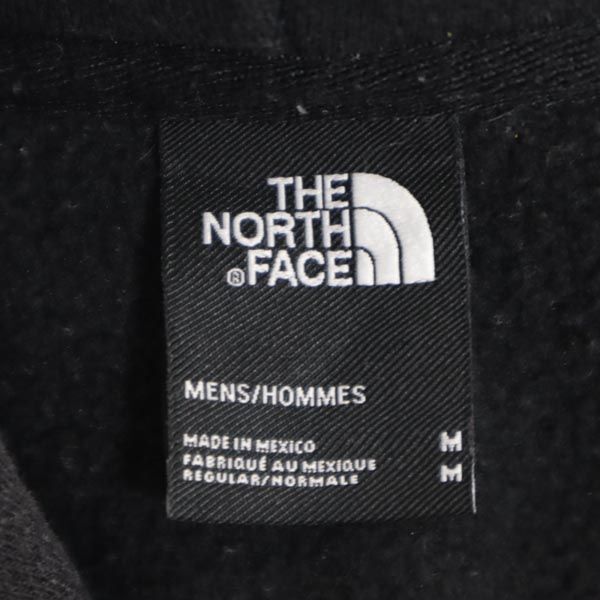 THE
NORTH
®FACE
MENS/HOMMES
MADE IN MEXICO M
FABRIQUÉ AU MEXIQUE
REGULAR/NORMALE M